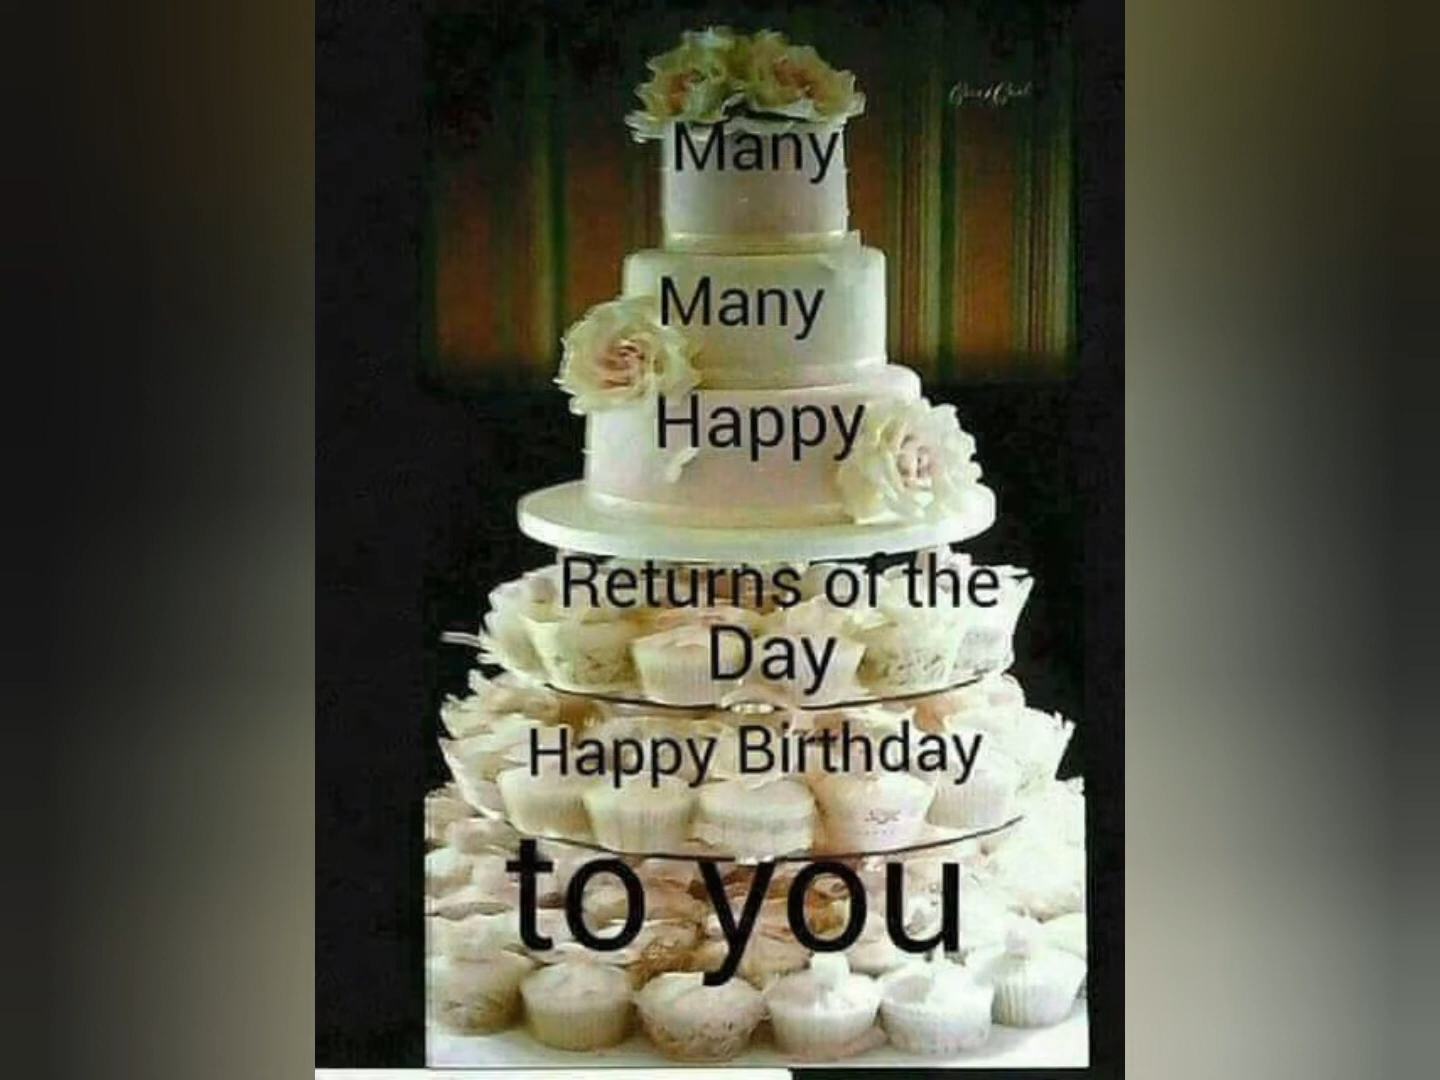 Many
Many
Happy
Returns of the
Day
Happy Birthday
to you